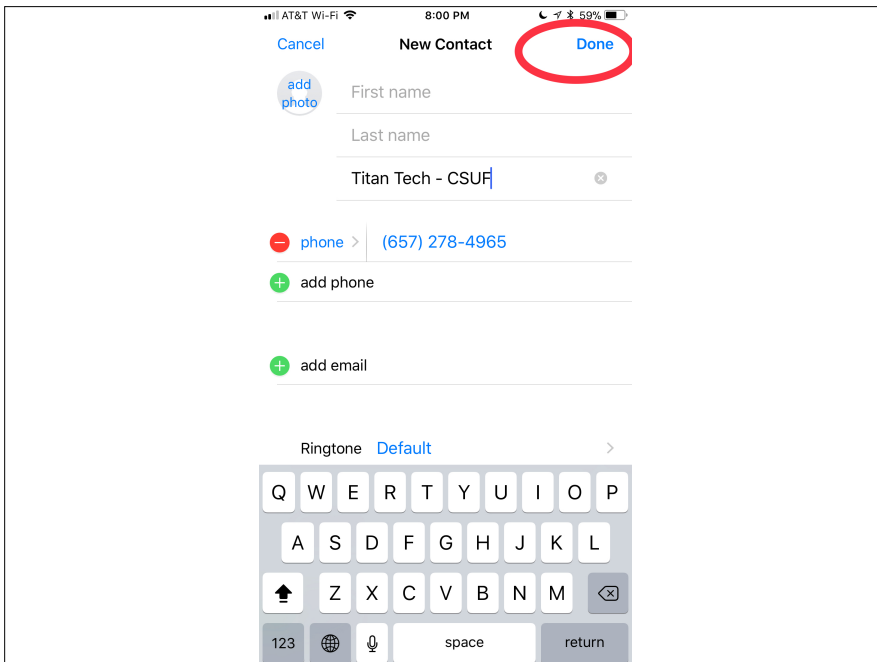 AT&T Wi-Fi 8:00 PM 59%
Cancel New Contact Done
add
photo
First name
Last name
Titan Tech - CSUF
phone (657) 278-4965
add phone
add email
Ringtone Default
Q W E R T Y U I O P
A S D F G H J K L
Z X C V B N M
123 space return